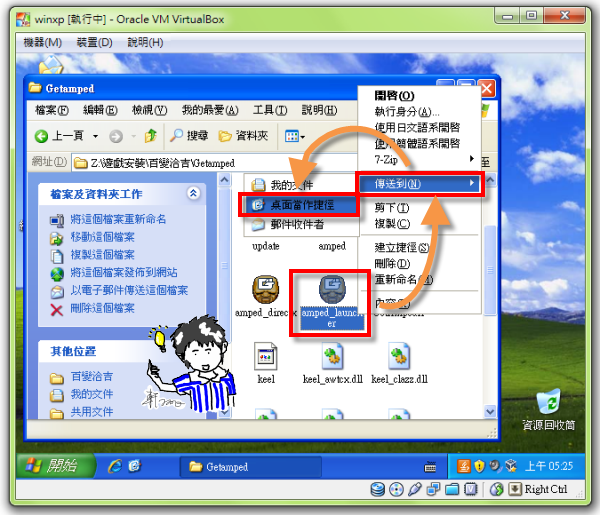 winxp [執行中] - Oracle VM VirtualBox
機器(M) 裝置(D) 說明(H)
Getamped
檔案(F) 編輯(E) 檢視(V) 我的最愛(A) 工具(T) 說明(H)
上一頁 搜尋 資料夾
網址(D) Z:\遊戲安裝\百變洽吉\Getamped
至
開啓(O)
執行身分(A)...
使用日文語系開啓
使用簡體語系開啓
7-Zip
傳送到(N)
剪下(T)
複製(C)
建立捷徑(S)
刪除(D)
重新命名(M)
我的文件
桌面當作捷徑
郵件收件者
檔案及資料夾工作
將這個檔案重新命名
移動這個檔案
複製這個檔案
將這個檔案發佈到網站
以電子郵件傳送這個檔案
刪除這個檔案
其他位置
百變洽吉
我的文件
共用文件
update amped
amped_direc amped_launch
er
keel keel_awtcx.dll keel_clazz.dll
資源回收筒
開始 Getamped 上午 05:25
Right Ctrl